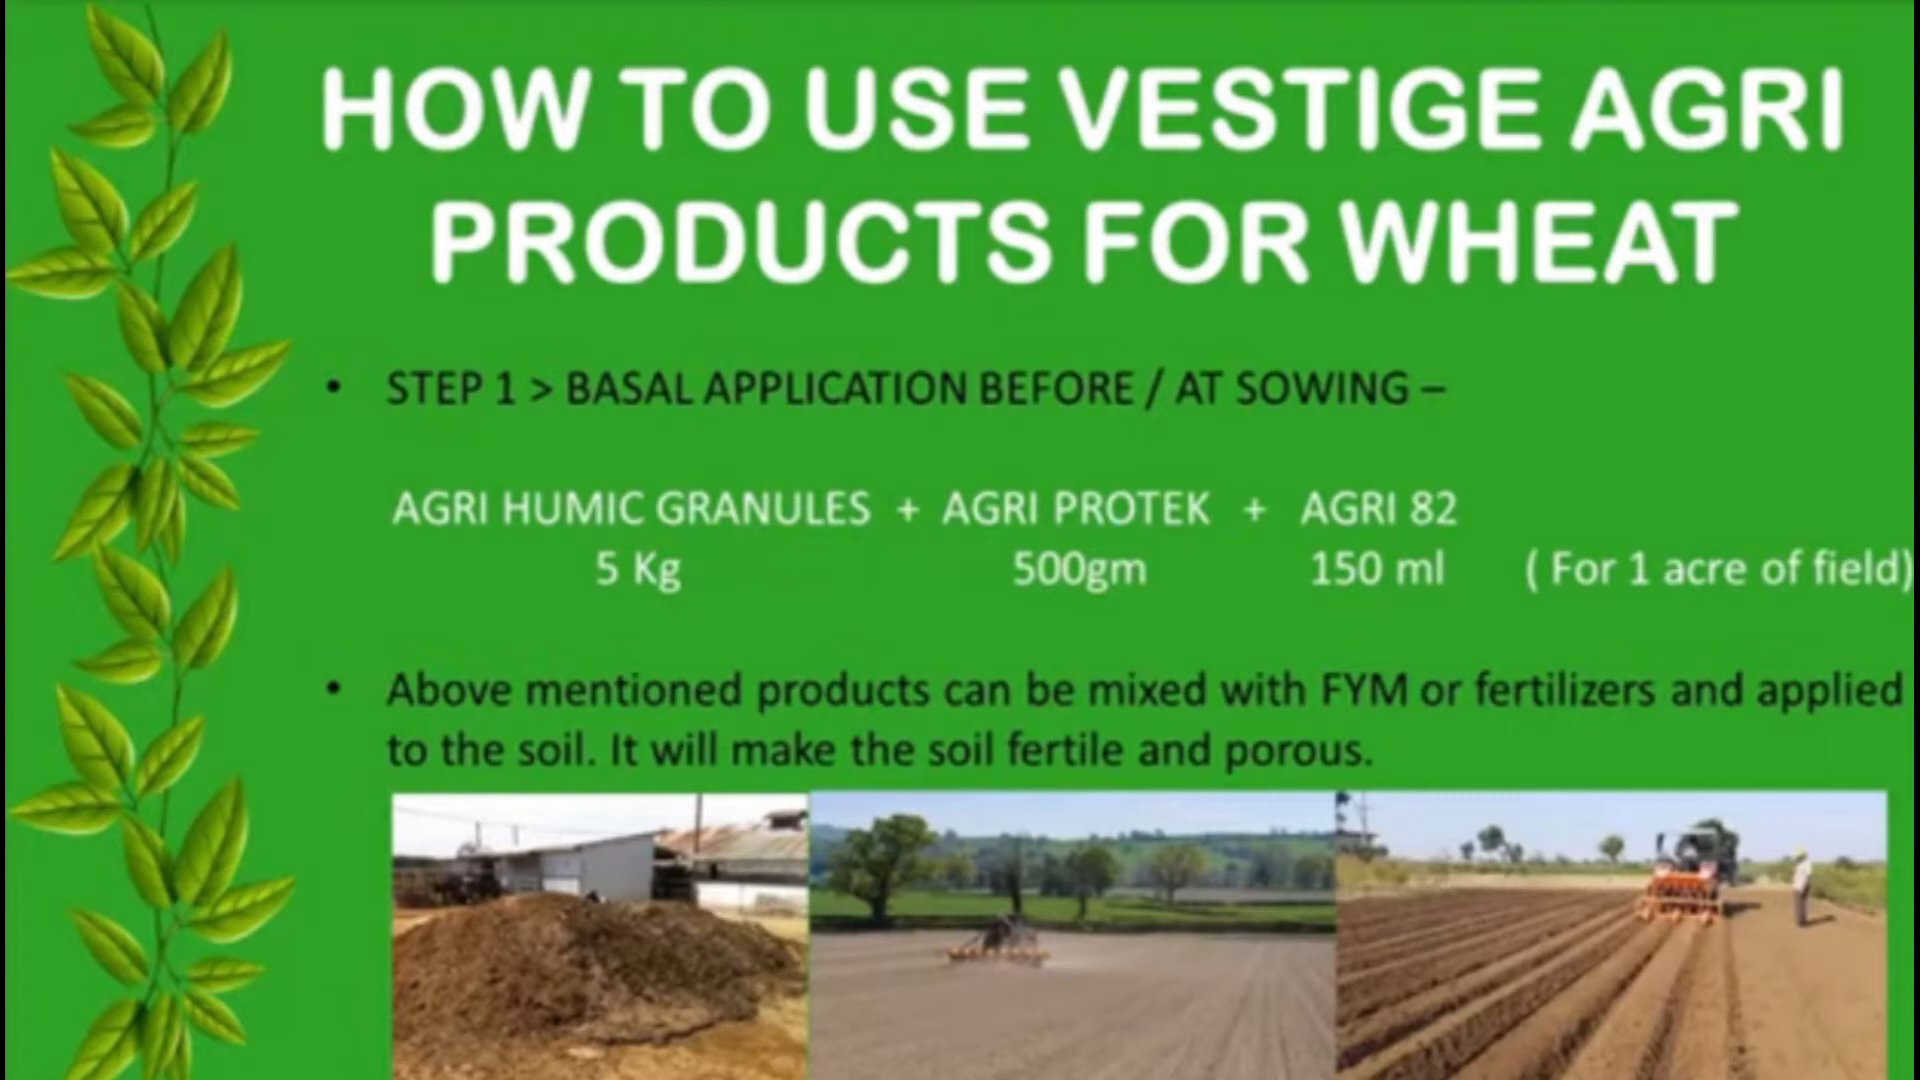 HOW TO USE VESTIGE AGRI
PRODUCTS FOR WHEAT
• STEP 1 > BASAL APPLICATION BEFORE / AT SOWING –
AGRI HUMIC GRANULES + AGRI PROTEK + AGRI 82
5 Kg 500gm 150 ml ( For 1 acre of field)
• Above mentioned products can be mixed with FYM or fertilizers and applied
to the soil. It will make the soil fertile and porous.